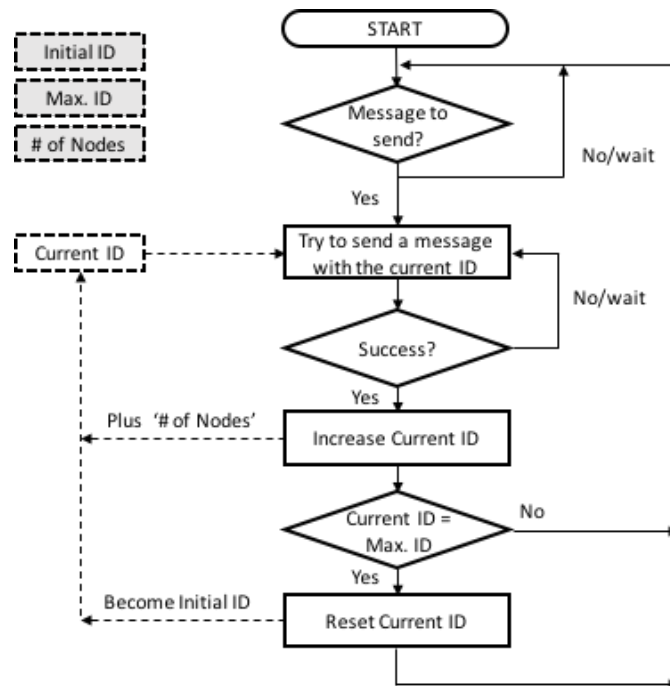 START
Initial ID
Max. ID
# of Nodes
Message to
send?
No/wait
Yes
Current ID
Try to send a message
with the current ID
No/wait
Success?
Yes
Plus '# of Nodes'
Increase Current ID
Current ID =
Max. ID
No
Yes
Become Initial ID
Reset Current ID